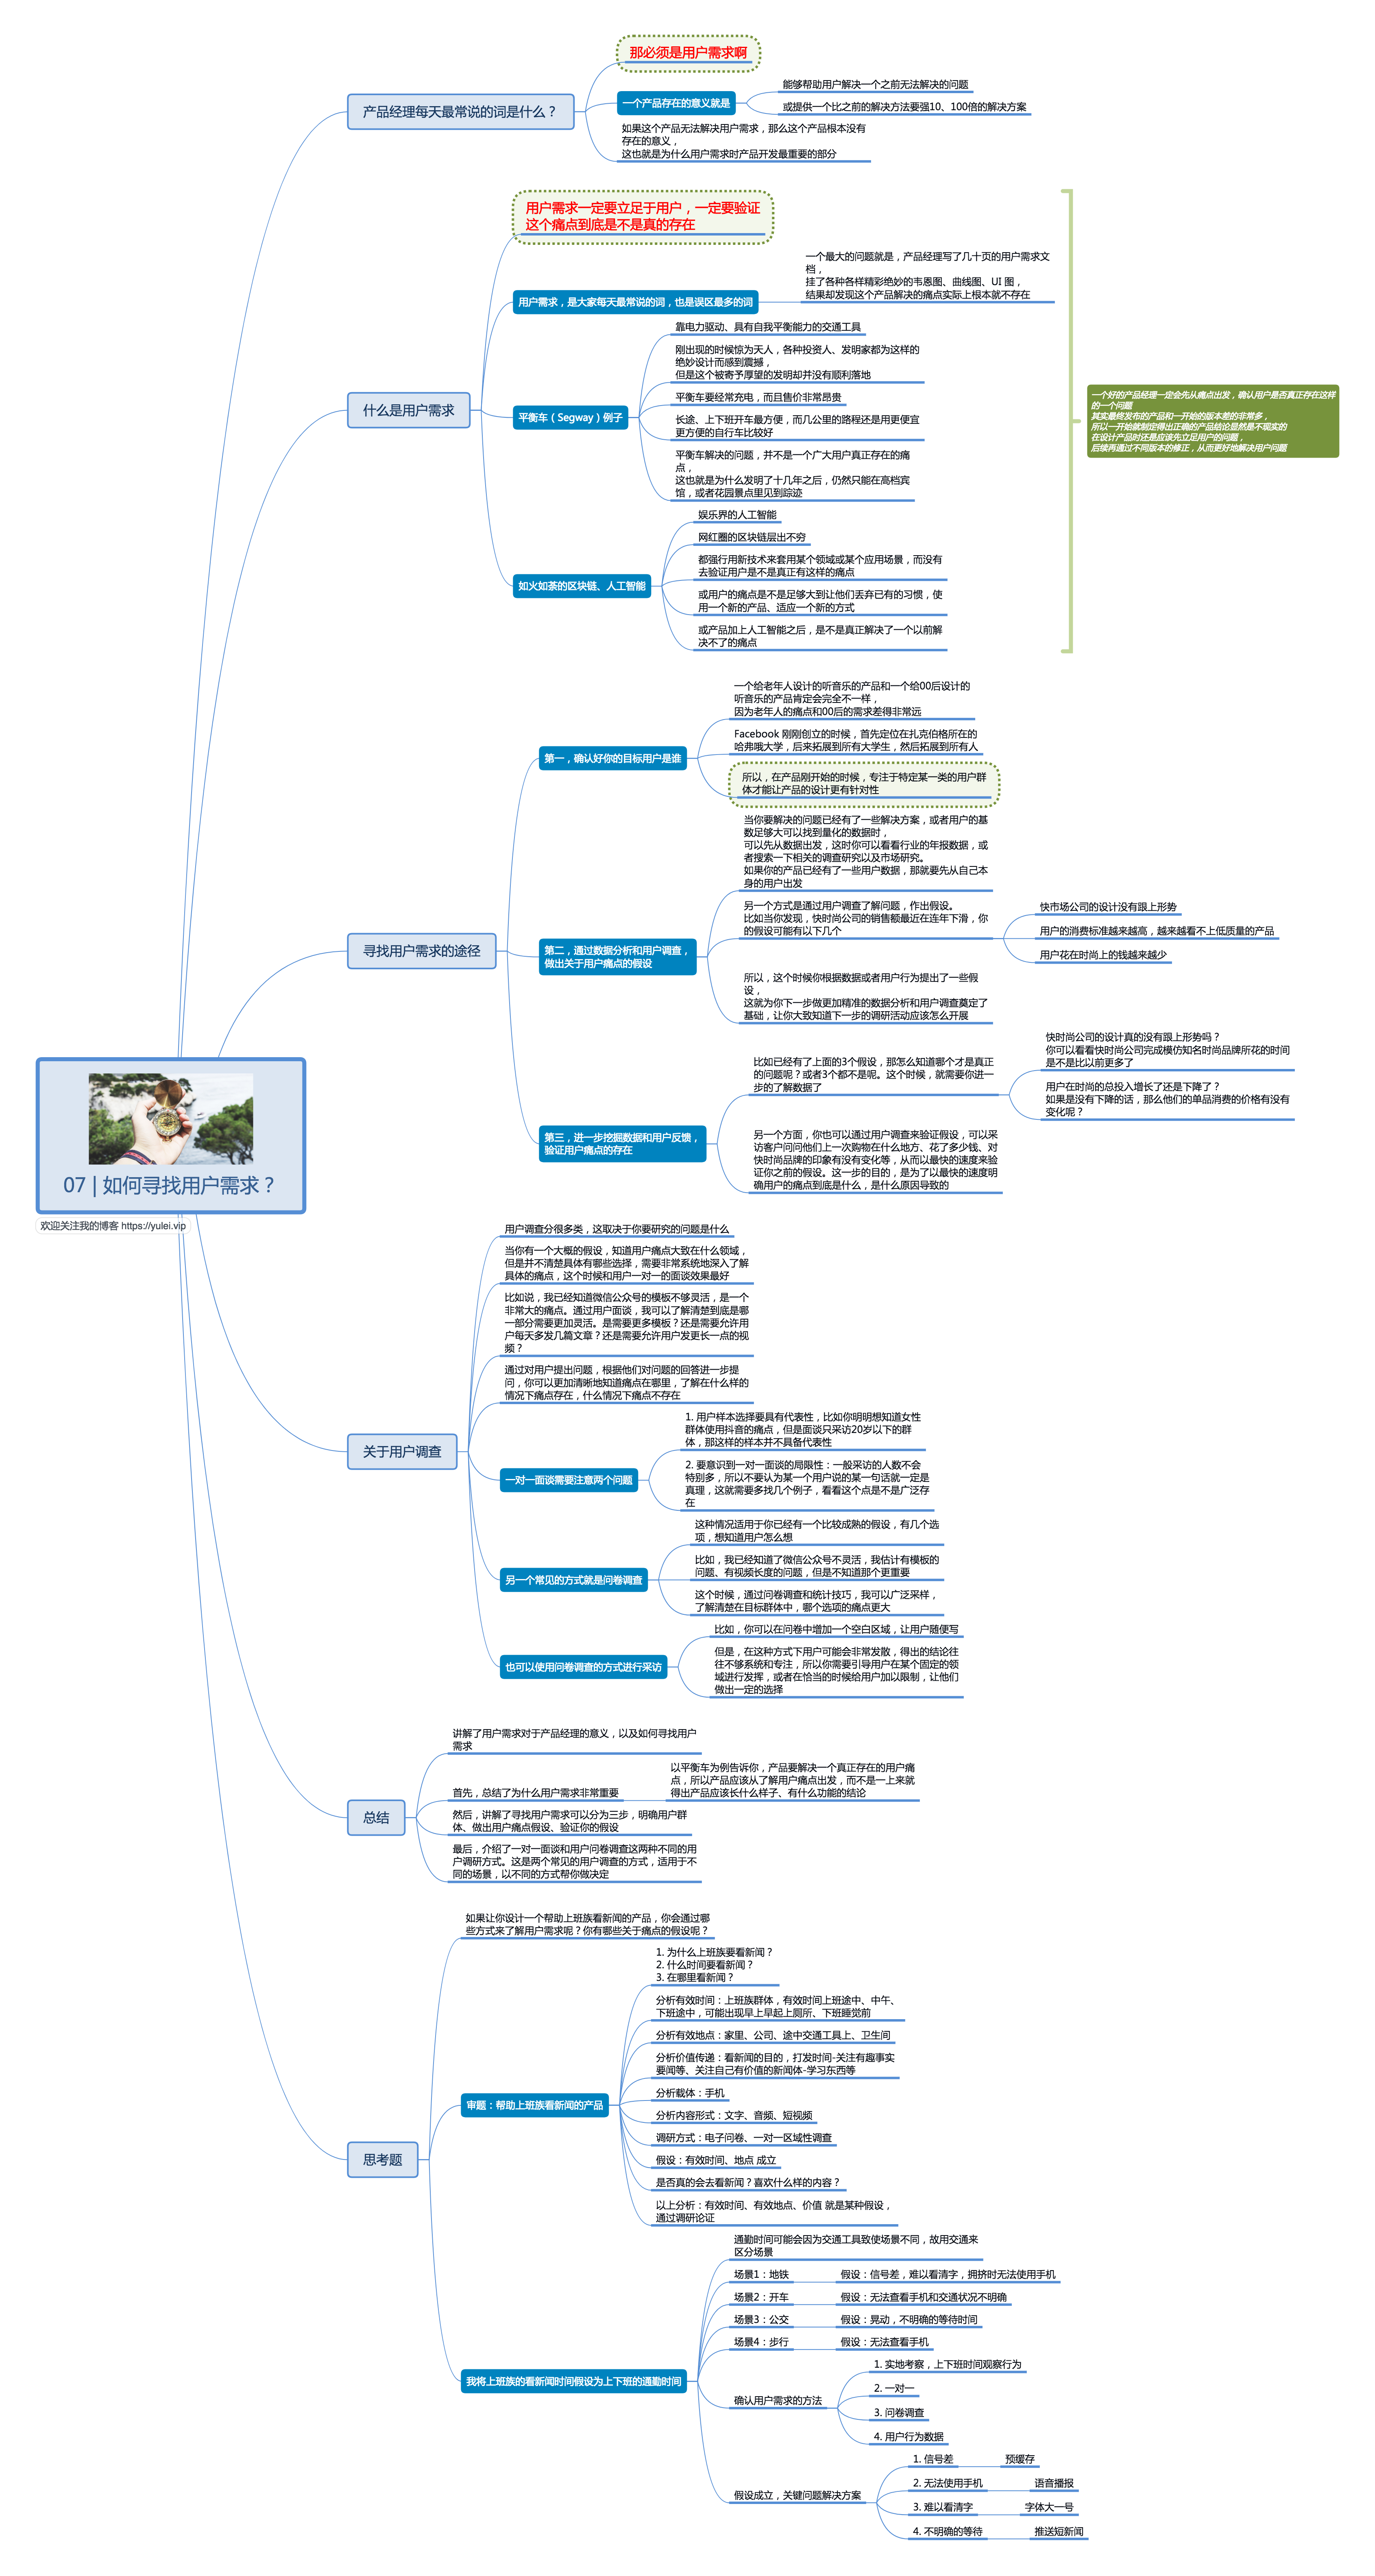 07 | 如何寻找用户需求？
欢迎关注我的博客 https://yulei.vip
产品经理每天最常说的词是什么？
那必须是用户需求啊
一个产品存在的意义就是
能够帮助用户解决一个之前无法解决的问题
或提供一个比之前的解决方法要强10、100倍的解决方案
如果这个产品无法解决用户需求，那么这个产品根本没有
存在的意义，
这也就是为什么用户需求时产品开发最重要的部分
什么是用户需求
用户需求一定要立足于用户，一定要验证
这个痛点到底是不是真的存在
用户需求，是大家每天最常说的词，也是误区最多的词
一个最大的问题就是，产品经理写了几十页的用户需求文
档，
挂了各种各样精彩绝妙的韦恩图、曲线图、UI 图，
结果却发现这个产品解决的痛点实际上根本就不存在
平衡车（Segway）例子
靠电力驱动、具有自我平衡能力的交通工具
刚出现的时候惊为天人，各种投资人、发明家都为这样的
绝妙设计而感到震撼，
但是这个被寄予厚望的发明却并没有顺利落地
平衡车要经常充电，而且售价非常昂贵
长途、上下班开车最方便，而几公里的路程还是用更便宜
更方便的自行车比较好
平衡车解决的问题，并不是一个广大用户真正存在的痛
点，
这也就是为什么发明了十几年之后，仍然只能在高档宾
馆，或者花园景点里见到踪迹
如火如荼的区块链、人工智能
娱乐界的人工智能
网红圈的区块链层出不穷
都强行用新技术来套用某个领域或某个应用场景，而没有
去验证用户是不是真正有这样的痛点
或用户的痛点是不是足够大到让他们丢弃已有的习惯，使
用一个新的产品、适应一个新的方式
或产品加上人工智能之后，是不是真正解决了一个以前解
决不了的痛点
一个好的产品经理一定会先从痛点出发，确认用户是否真正存在这样
的一个问题
其实最终发布的产品和一开始的版本差的非常多，
所以一开始就制定得出正确的产品结论显然是不现实的
在设计产品时还是应该先立足用户的问题，
后续再通过不同版本的修正，从而更好地解决用户问题
寻找用户需求的途径
第一，确认好你的目标用户是谁
一个给老年人设计的听音乐的产品和一个给00后设计的
听音乐的产品肯定会完全不一样，
因为老年人的痛点和00后的需求差得非常远
Facebook 刚刚创立的时候，首先定位在扎克伯格所在的
哈弗哦大学，后来拓展到所有大学生，然后拓展到所有人
所以，在产品刚开始的时候，专注于特定某一类的用户群
体才能让产品的设计更有针对性
第二，通过数据分析和用户调查，
做出关于用户痛点的假设
当你要解决的问题已经有了一些解决方案，或者用户的基
数足够大可以找到量化的数据时，
可以先从数据出发，这时你可以看看行业的年报数据，或
者搜索一下相关的调查研究以及市场研究。
如果你的产品已经有了一些用户数据，那就要先从自己本
身的用户出发
另一个方式是通过用户调查了解问题，作出假设。
比如当你发现，快时尚公司的销售额最近在连年下滑，你
的假设可能有以下几个
快市场公司的设计没有跟上形势
用户的消费标准越来越高，越来越看不上低质量的产品
用户花在时尚上的钱越来越少
所以，这个时候你根据数据或者用户行为提出了一些假
设，
这就为你下一步做更加精准的数据分析和用户调查奠定了
基础，让你大致知道下一步的调研活动应该怎么开展
第三，进一步挖掘数据和用户反馈，
验证用户痛点的存在
比如已经有了上面的3个假设，那怎么知道哪个才是真正
的问题呢？或者3个都不是呢。这个时候，就需要你进一
步的了解数据了
快时尚公司的设计真的没有跟上形势吗？
你可以看看快时尚公司完成模仿知名时尚品牌所花的时间
是不是比以前更多了
用户在时尚的总投入增长了还是下降了？
如果是没有下降的话，那么他们的单品消费的价格有没有
变化呢？
另一个方面，你也可以通过用户调查来验证假设，可以采
访客户问问他们上一次购物在什么地方、花了多少钱、对
快时尚品牌的印象有没有变化等，从而以最快的速度来验
证你之前的假设。这一步的目的，是为了以最快的速度明
确用户的痛点到底是什么，是什么原因导致的
关于用户调查
用户调查分很多类，这取决于你要研究的问题是什么
当你有一个大概的假设，知道用户痛点大致在什么领域，
但是并不清楚具体有哪些选择，需要非常系统地深入了解
具体的痛点，这个时候和用户一对一的面谈效果最好
比如说，我已经知道微信公众号的模板不够灵活，是一个
非常大的痛点。通过用户面谈，我可以了解清楚到底是哪
一部分需要更加灵活。是需要更多模板？还是需要允许用
户每天多发几篇文章？还是需要允许用户发更长一点的视
频？
通过对用户提出问题，根据他们对问题的回答进一步提
问，你可以更加清晰地知道痛点在哪里，了解在什么样的
情况下痛点存在，什么情况下痛点不存在
一对一面谈需要注意两个问题
1. 用户样本选择要具有代表性，比如你明明想知道女性
群体使用抖音的痛点，但是面谈只采访20岁以下的群
体，那这样的样本并不具备代表性
2. 要意识到一对一面谈的局限性：一般采访的人数不会
特别多，所以不要认为某一个用户说的某一句话就一定是
真理，这就需要多找几个例子，看看这个点是不是广泛存
在
另一个常见的方式就是问卷调查
这种情况适用于你已经有一个比较成熟的假设，有几个选
项，想知道用户怎么想
比如，我已经知道了微信公众号不灵活，我估计有模板的
问题、有视频长度的问题，但是不知道那个更重要
这个时候，通过问卷调查和统计技巧，我可以广泛采样，
了解清楚在目标群体中，哪个选项的痛点更大
也可以使用问卷调查的方式进行采访
比如，你可以在问卷中增加一个空白区域，让用户随便写
但是，在这种方式下用户可能会非常发散，得出的结论往
往不够系统和专注，所以你需要引导用户在某个固定的领
域进行发挥，或者在恰当的时候给用户加以限制，让他们
做出一定的选择
总结
讲解了用户需求对于产品经理的意义，以及如何寻找用户
需求
首先，总结了为什么用户需求非常重要
以平衡车为例告诉你，产品要解决一个真正存在的用户痛
点，所以产品应该从了解用户痛点出发，而不是一上来就
得出产品应该长什么样子、有什么功能的结论
然后，讲解了寻找用户需求可以分为三步，明确用户群
体、做出用户痛点假设、验证你的假设
最后，介绍了一对一面谈和用户问卷调查这两种不同的用
户调研方式。这是两个常见的用户调查的方式，适用于不
同的场景，以不同的方式帮你做决定
思考题
如果让你设计一个帮助上班族看新闻的产品，你会通过哪
些方式来了解用户需求呢？你有哪些关于痛点的假设呢？
审题：帮助上班族看新闻的产品
1. 为什么上班族要看新闻？
2. 什么时间要看新闻？
3. 在哪里看新闻？
分析有效时间：上班族群体，有效时间上班途中、中午、
下班途中，可能出现早上早起上厕所、下班睡觉前
分析有效地点：家里、公司、途中交通工具上、卫生间
分析价值传递：看新闻的目的，打发时间-关注有趣事实
要闻等、关注自己有价值的新闻体-学习东西等
分析载体：手机
分析内容形式：文字、音频、短视频
调研方式：电子问卷、一对一区域性调查
假设：有效时间、地点 成立
是否真的会去看新闻？喜欢什么样的内容？
以上分析：有效时间、有效地点、价值 就是某种假设，
通过调研论证
我将上班族的看新闻时间假设为上下班的通勤时间
通勤时间可能会因为交通工具致使场景不同，故用交通来
区分场景
场景1：地铁
假设：信号差，难以看清字，拥挤时无法使用手机
场景2：开车
假设：无法查看手机和交通状况不明确
场景3：公交
假设：晃动，不明确的等待时间
场景4：步行
假设：无法查看手机
确认用户需求的方法
1. 实地考察，上下班时间观察行为
2. 一对一
3. 问卷调查
4. 用户行为数据
假设成立，关键问题解决方案
1. 信号差
预缓存
2. 无法使用手机
语音播报
3. 难以看清字
字体大一号
4. 不明确的等待
推送短新闻